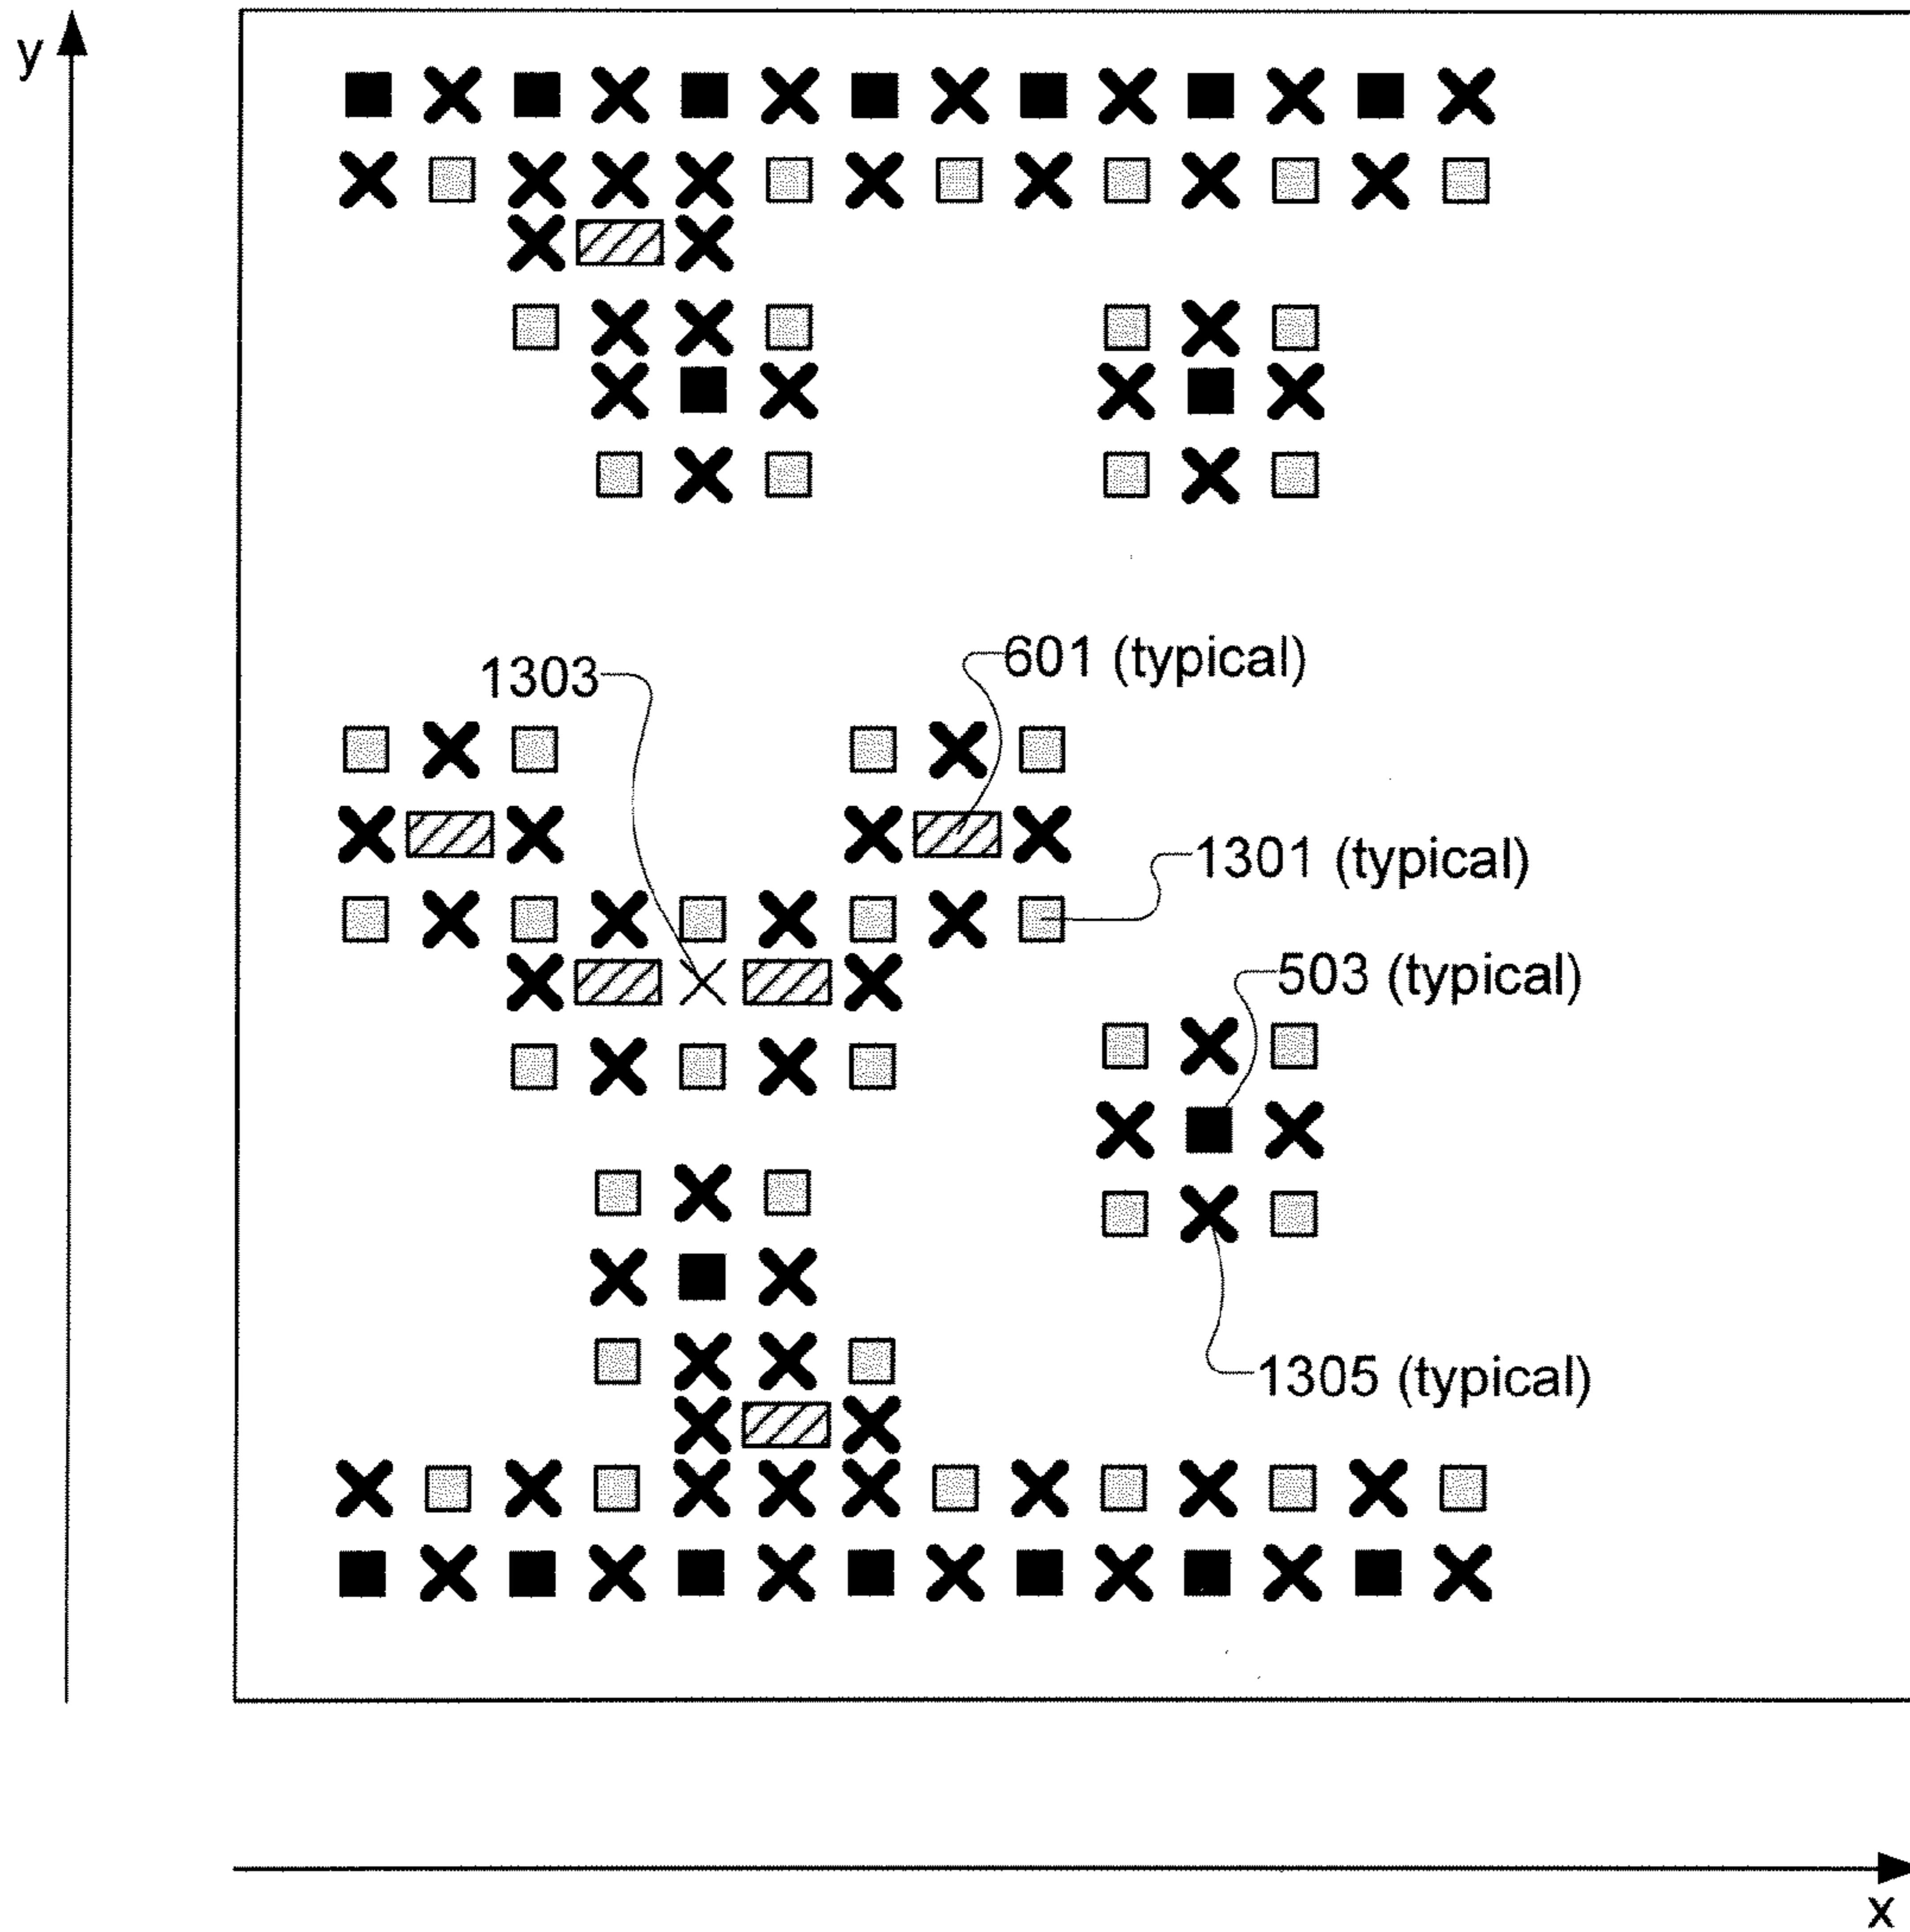 y
601 (typical)
1303
1301 (typical)
503 (typical)
1305 (typical)
x